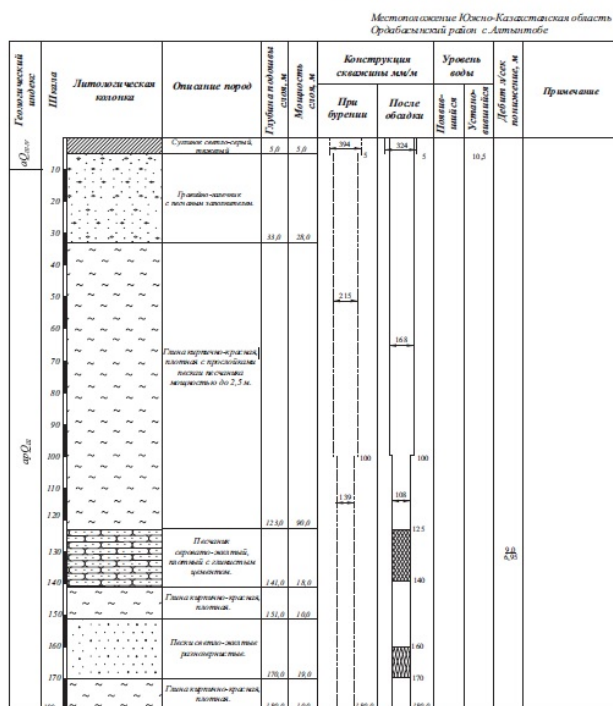 Местоположение Южно-Казахстанская область
Ордабасынский район с.Алтынтобе
Геологический индекс
Шкала
Литологическая колонка
Описание пород
Глубина подошвы слоя, м
Мощность слоя, м
Конструкция скважины мм/м
При бурении
После обсадки
Уровень воды
Появившийся
Установившийся
Дебит л/сек
понижение, м
Примечание
Суглинок светло-серый,
5,0 5,0
394
5
324
5
10,5
10
Гравийно-галечник
с песчаным заполнителем.
20
30
33,0 28,0
40
50
215
60
168
70
Глина кирпично-красная,
плотная с прослойками
песка и песчаника
мощностью до 2,5 м.
80
90
100
100
100
110
139
108
120
123,0 90,0
125
130
Песчаник
серовато-желтый,
плотный с глинистым
цементом.
9,0
6,95
140
141,0 18,0
140
Глина кирпично-красная,
плотная.
150
151,0 10,0
160
Пески светло-желтые
разнозернистые.
160
170
170,0 19,0
170
Глина кирпично-красная,
плотная.